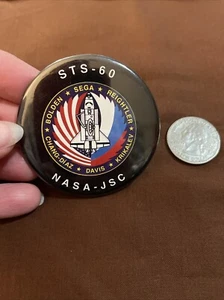 STS-60
BOLDEN ★ SEGA ★ REIGHTLER
CHANG-DIAZ ★ DAVIS ★ KRIKALEV
NASA-JSC